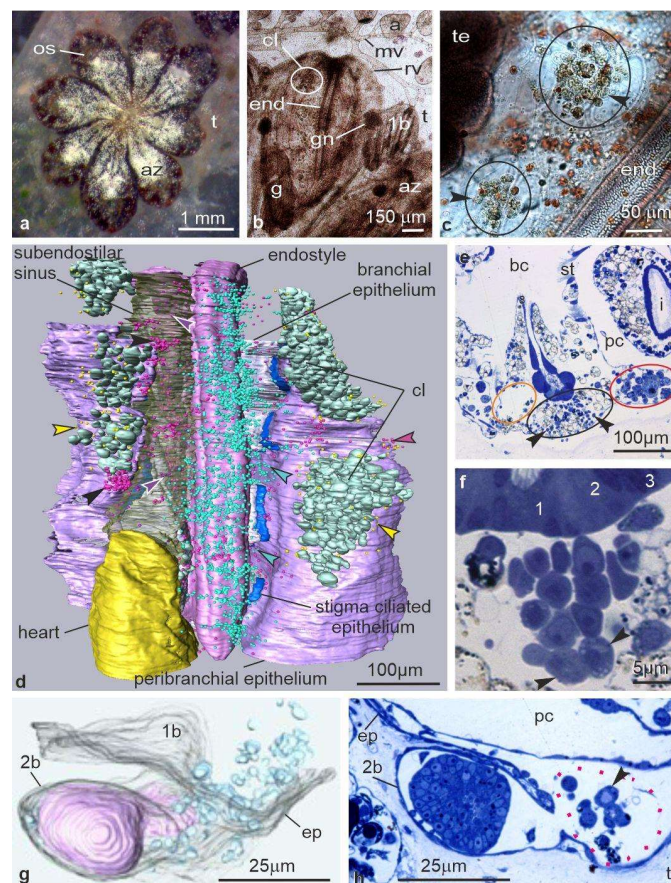 os
t
az
a
1 mm
cl
a
mv
rv
end
t
gn
1b
g
az
b
150 µm
te
end
c
50 µm
subendostilar
sinus
endostyle
branchial
epithelium
cl
stigma ciliated
epithelium
heart
peribranchial epithelium
d
100µm
e
bc
st
i
pc
100µm
f
3
2
1
5µm
1b
2b
ep
g
25µm
ep
pc
2b
h
25µm